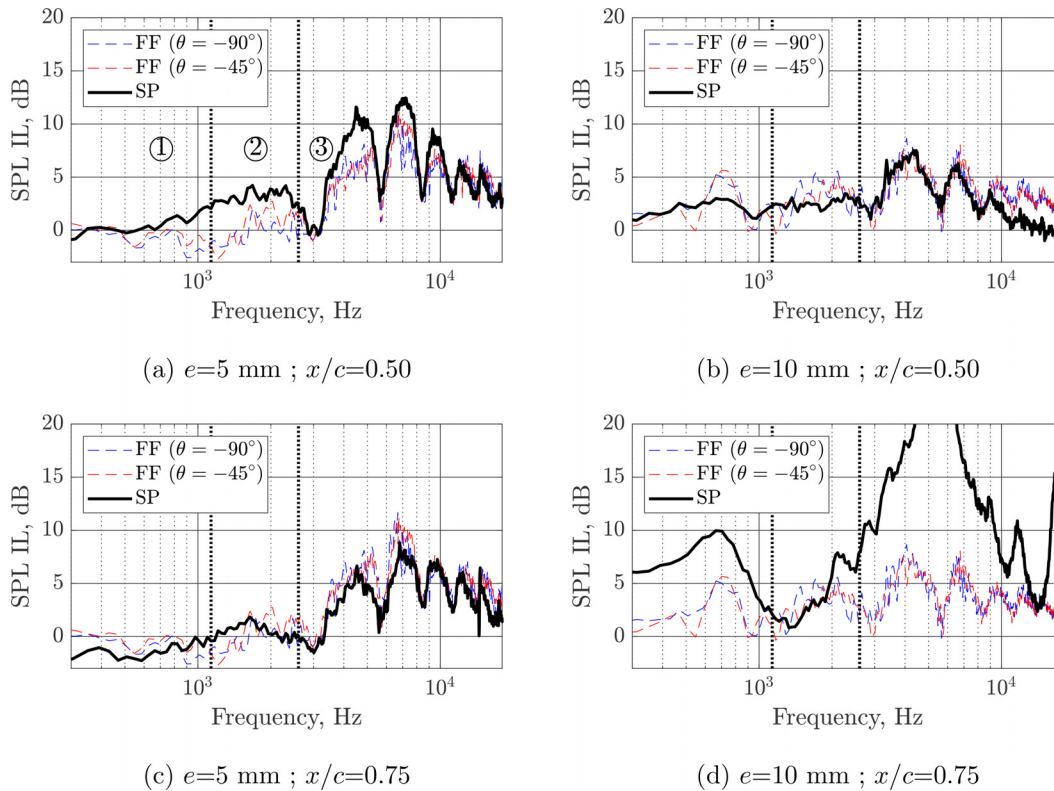 20
15
10
5
0
SPL IL, dB
FF (θ = −90°)
FF (θ = −45°)
SP
① ② ③
10³ 10⁴
Frequency, Hz
(a) e=5 mm ; x/c=0.50
20
15
10
5
0
SPL IL, dB
FF (θ = −90°)
FF (θ = −45°)
SP
10³ 10⁴
Frequency, Hz
(b) e=10 mm ; x/c=0.50
20
15
10
5
0
SPL IL, dB
FF (θ = −90°)
FF (θ = −45°)
SP
10³ 10⁴
Frequency, Hz
(c) e=5 mm ; x/c=0.75
20
15
10
5
0
SPL IL, dB
FF (θ = −90°)
FF (θ = −45°)
SP
10³ 10⁴
Frequency, Hz
(d) e=10 mm ; x/c=0.75